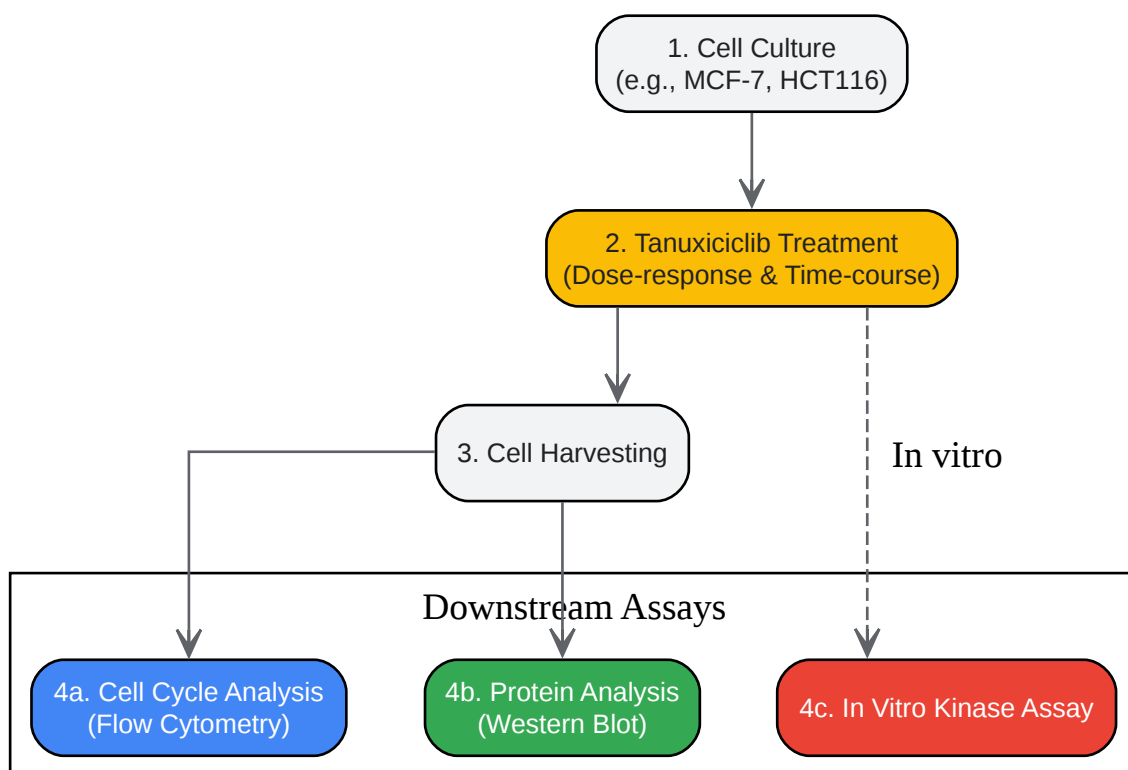 1. Cell Culture
(e.g., MCF-7, HCT116)
2. Tanuxiciclib Treatment
(Dose-response & Time-course)
3. Cell Harvesting
In vitro
Downstream Assays
4a. Cell Cycle Analysis
(Flow Cytometry)
4b. Protein Analysis
(Western Blot)
4c. In Vitro Kinase Assay